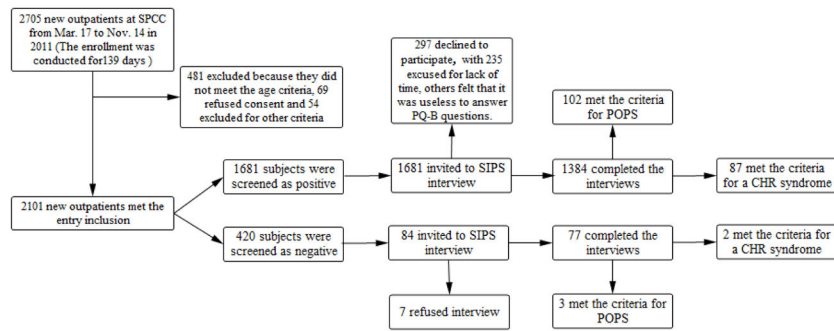 2705 new outpatients at SPCC
from Mar. 17 to Nov. 14 in
2011 (The enrollment was
conducted for139 days )
481 excluded because they did
not meet the age criteria, 69
refused consent and 54
excluded for other criteria
297 declined to
participate, with 235
excused for lack of
time, others felt that it
was useless to answer
PQ-B questions.
102 met the criteria
for POPS
1681 subjects were
screened as positive
1681 invited to SIPS
interview
1384 completed the
interviews
87 met the criteria
for a CHR syndrome
2101 new outpatients met the
entry inclusion
420 subjects were
screened as negative
84 invited to SIPS
interview
77 completed the
interviews
2 met the criteria for
a CHR syndrome
7 refused interview
3 met the criteria for
POPS